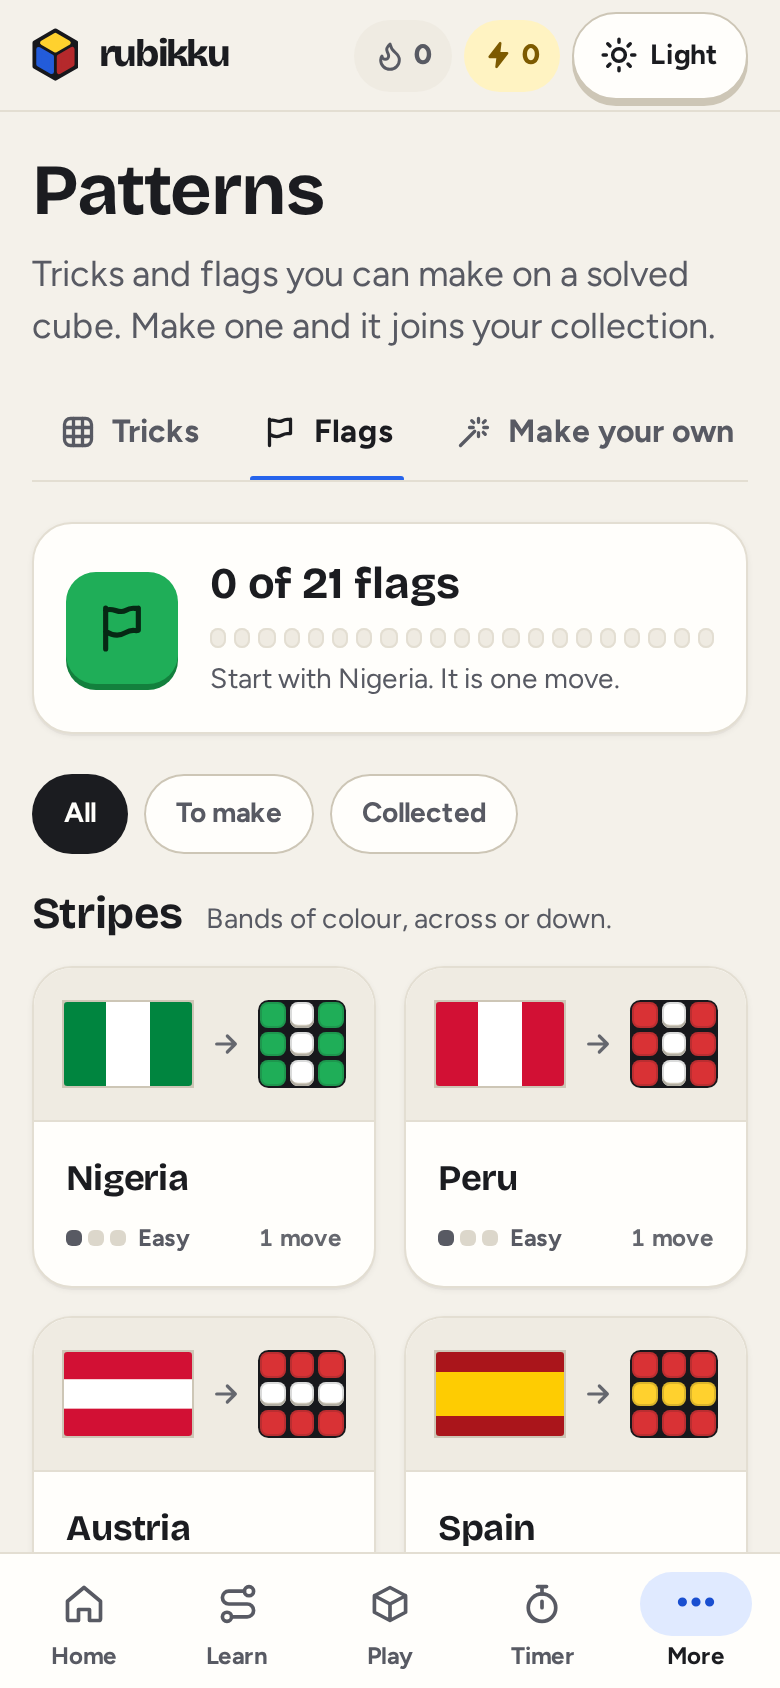 rubikku
0
0
Light
Patterns
Tricks and flags you can make on a solved
cube. Make one and it joins your collection.
Tricks
Flags
Make your own
0 of 21 flags
Start with Nigeria. It is one move.
All
To make
Collected
Stripes
Bands of colour, across or down.
Nigeria
Easy
1 move
Peru
Easy
1 move
Austria
Spain
Home
Learn
Play
Timer
More